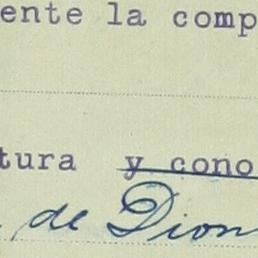 ente la comp
tura y cono
de Dion